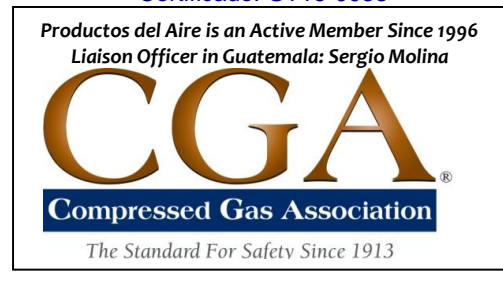 Productos del Aire is an Active Member Since 1996
Liaison Officer in Guatemala: Sergio Molina
CGA®
Compressed Gas Association
The Standard For Safety Since 1913